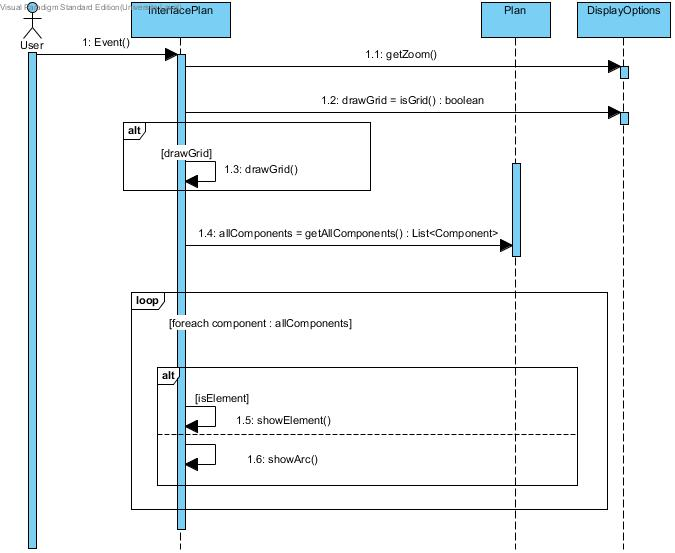 Visual Paradigm Standard Edition
InterfacePlan
Plan
DisplayOptions
User
1: Event()
1.1: getZoom()
1.2: drawGrid = isGrid() : boolean
alt
[drawGrid]
1.3: drawGrid()
1.4: allComponents = getAllComponents() : List<Component>
loop
[foreach component : allComponents]
alt
[isElement]
1.5: showElement()
1.6: showArc()